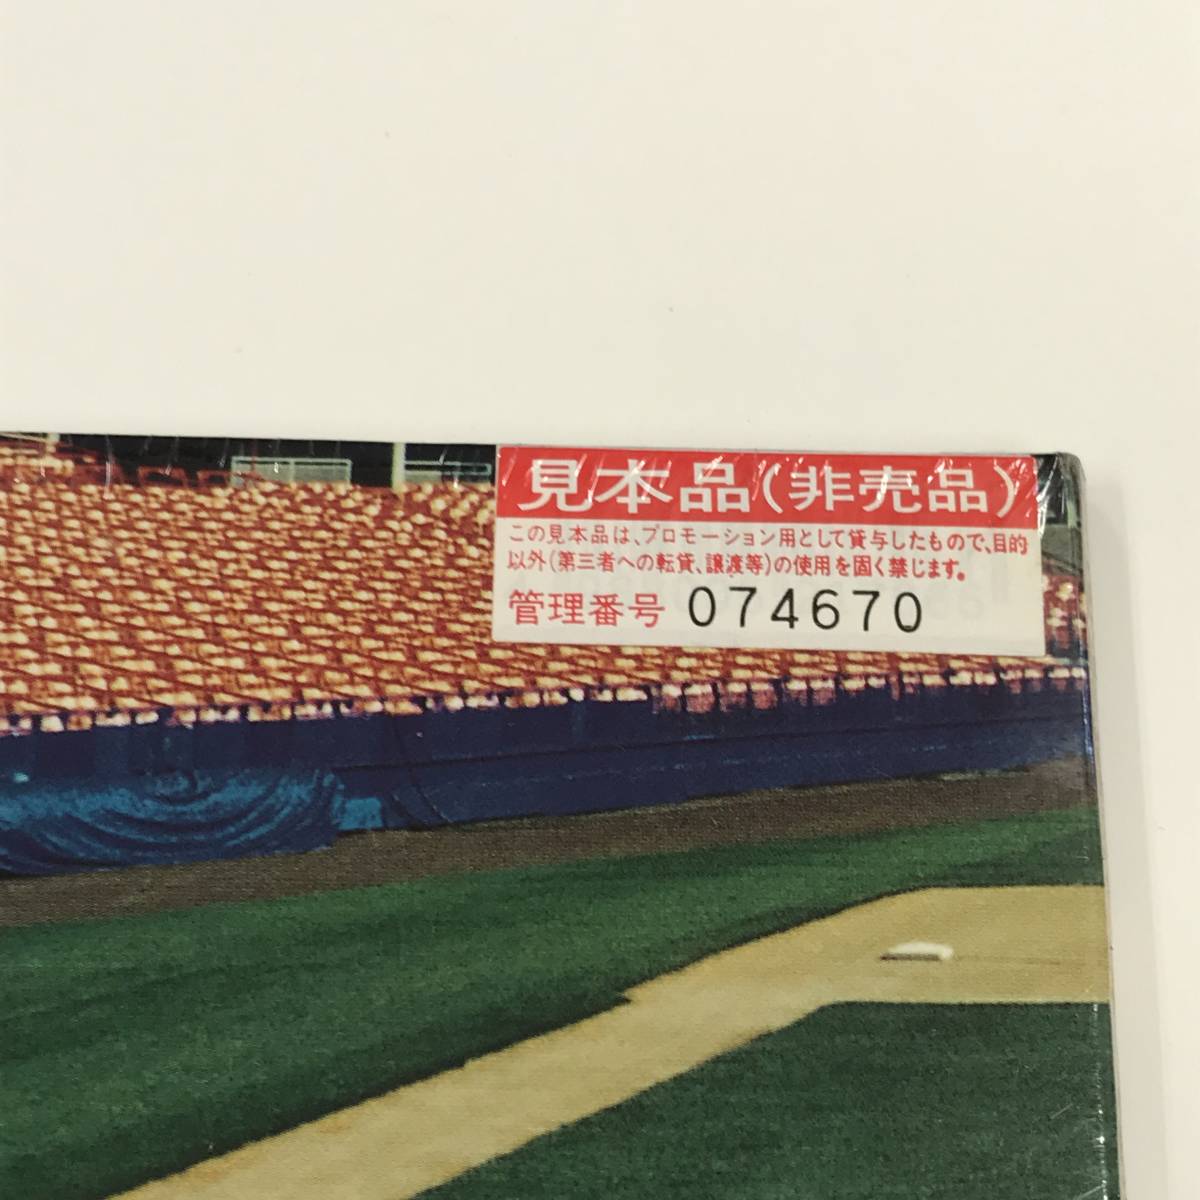 見本品(非売品)
この見本品は、プロモーション用として貸与したもので、目的
以外(第三者への転貸、譲渡等)の使用を固く禁じます。
管理番号 074670